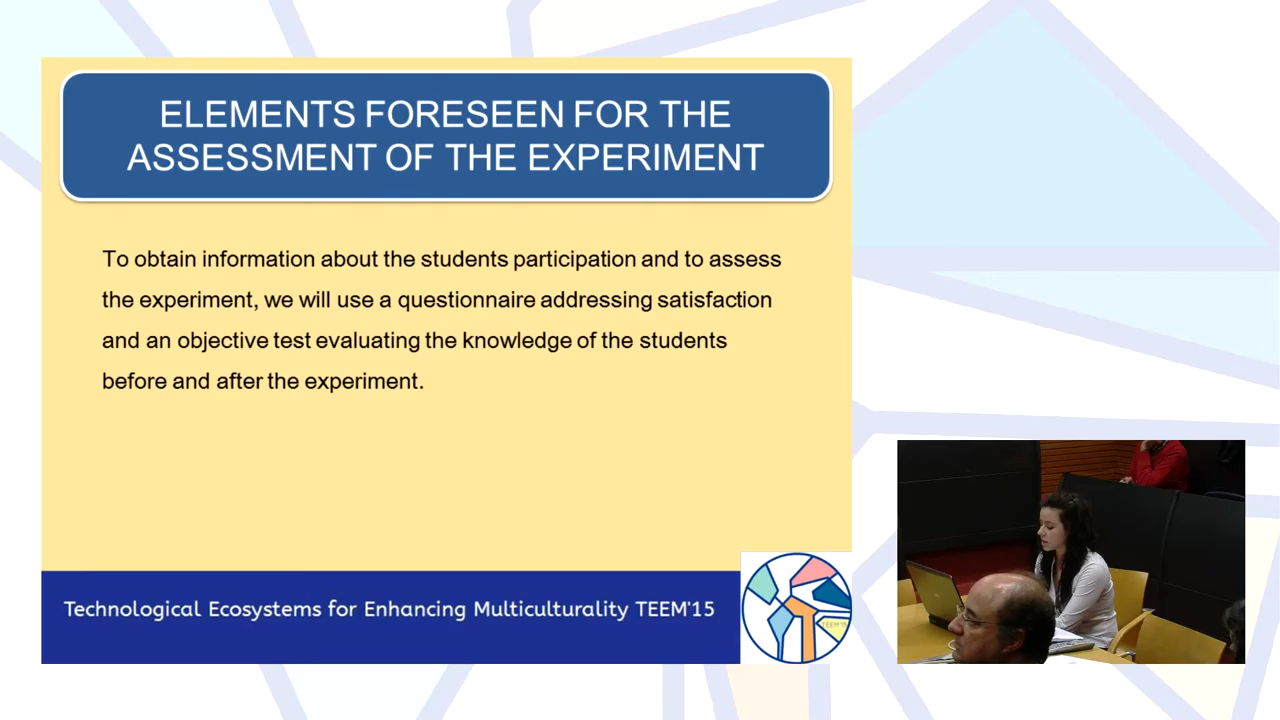 ELEMENTS FORESEEN FOR THE
ASSESSMENT OF THE EXPERIMENT
To obtain information about the students participation and to assess
the experiment, we will use a questionnaire addressing satisfaction
and an objective test evaluating the knowledge of the students
before and after the experiment.
Technological Ecosystems for Enhancing Multiculturality TEEM'15
TEEM'15